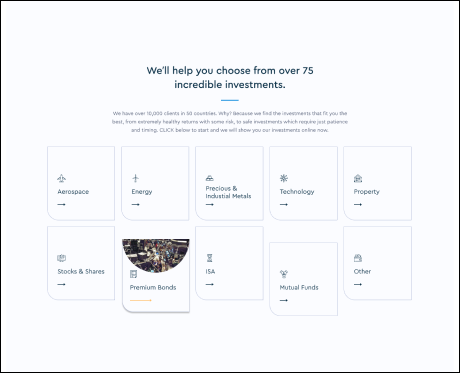 We'll help you choose from over 75
incredible investments.
We have over 10,000 clients in 50 countries. Why? Because we find the investments that fit you the
best, from extremely healthy returns with some risk, to safe investments which require just patience
and timing, CLICK below to start and we will show you our investments online now.
Aerospace
Energy
Precious &
Industial Metals
Technology
Property
Stocks & Shares
Premium Bonds
ISA
Mutual Funds
Other